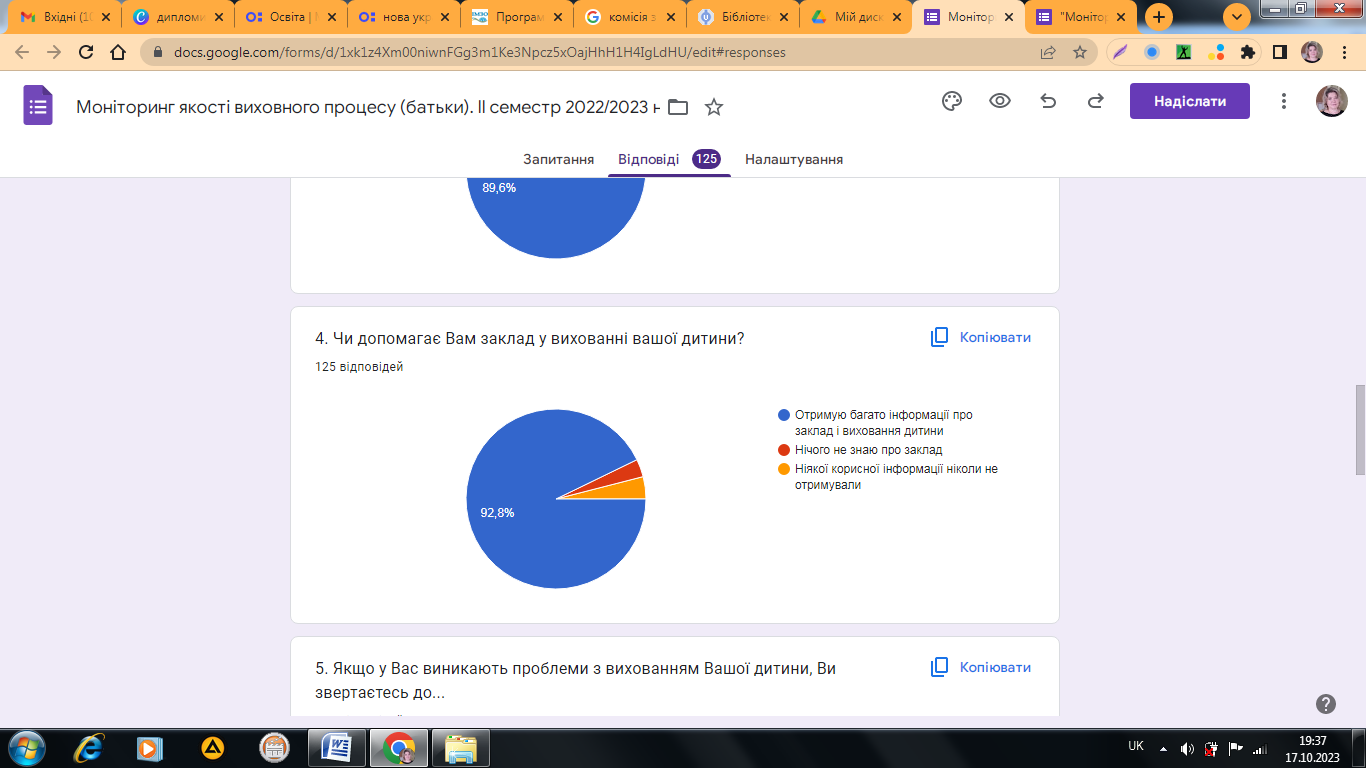 Вхідні (10
дипломи
Освіта |
нова укр
Програм
комісія з
Бібліотек
Мій диск
Монітор
"Монітор
docs.google.com/forms/d/1xk1z4Xm00niwnFGg3m1Ke3Npcz5xOajHhH1H4IgLdHU/edit#responses
Моніторинг якості виховного процесу (батьки). ІІ семестр 2022/2023 н
Надіслати
Запитання
Відповіді 125
Налаштування
89,6%
4. Чи допомагає Вам заклад у вихованні вашої дитини?
Копіювати
125 відповідей
92,8%
Отримую багато інформації про
заклад і виховання дитини
Нічого не знаю про заклад
Ніякої корисної інформації ніколи не
отримували
5. Якщо у Вас виникають проблеми з вихованням Вашої дитини, Ви
звертаєтесь до...
Копіювати
UK
19:37
17.10.2023